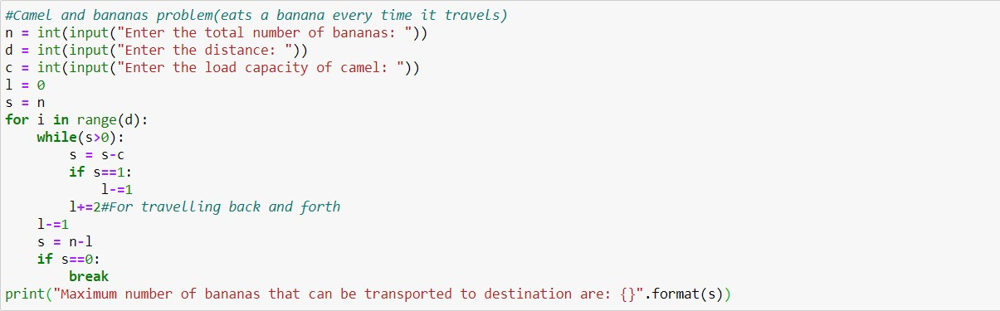 #Camel and bananas problem(eats a banana every time it travels)
n = int(input("Enter the total number of bananas: "))
d = int(input("Enter the distance: "))
c = int(input("Enter the load capacity of camel: "))
l = 0
s = n
for i in range(d):
    while(s>0):
        s = s-c
        if s==1:
            l-=1
        l+=2#For travelling back and forth
    l-=1
    s = n-l
    if s==0:
        break
print("Maximum number of bananas that can be transported to destination are: {}".format(s))